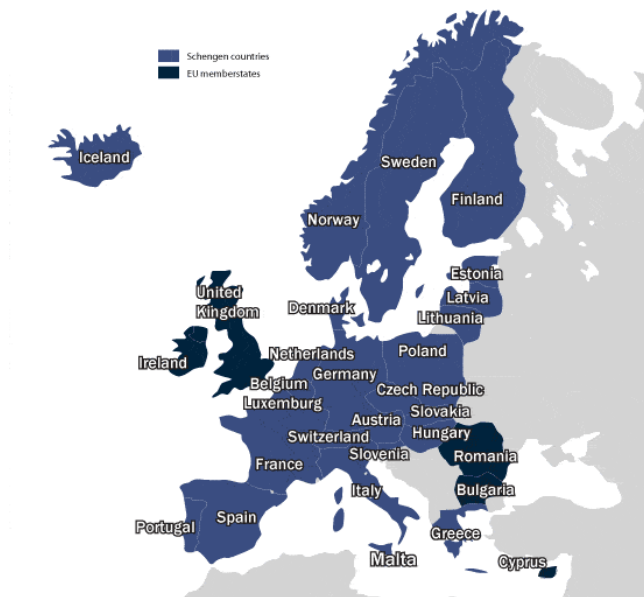 Schengen countries
EU memberstates
Iceland
Sweden
Finland
Norway
Estonia
United
Kingdom
Latvia
Denmark
Lithuania
Ireland
Netherlands
Poland
Germany
Belgium
Czech Republic
Luxemburg
Slovakia
Austria
Hungary
Switzerland
Slovenia
Romania
France
Italy
Bulgaria
Spain
Portugal
Greece
Malta
Cyprus